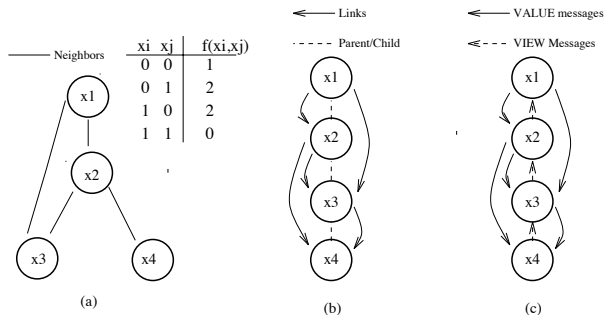 Neighbors
xi xj f(xi,xj)
0 0 1
0 1 2
1 0 2
1 1 0
x1
x2
x3
x4
(a)
Links
Parent/Child
x1
x2
x3
x4
(b)
VALUE messages
VIEW Messages
x1
x2
x3
x4
(c)